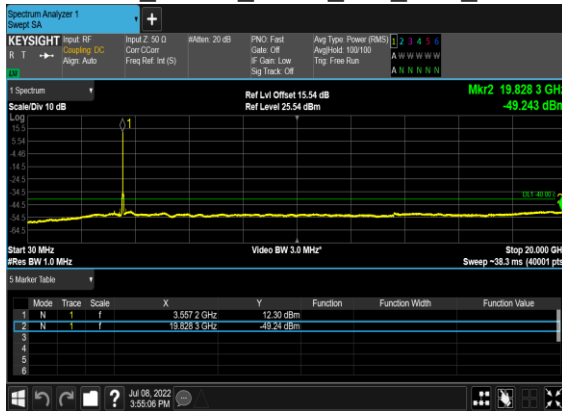 Spectrum Analyzer 1
Swept SA
KEYSIGHT Input: RF Input Z: 50 Ω #Atten: 20 dB PNO: Fast Avg Type: Power (RMS) 1 2 3 4 5 6
R T Coupling: DC Corr CCorr Gate: Off Avg|Hold: 100/100 A W W W W W
Align: Auto Freq Ref: Int (S) IF Gain: Low Trig: Free Run
LXI Sig Track: Off A N N N N N
1 Spectrum Ref Lvl Offset 15.54 dB Mkr2 19.828 3 GHz
Scale/Div 10 dB Ref Level 25.54 dBm -49.243 dBm
Log
15.5
5.54
-4.46
-14.5
-24.5
-34.5
-44.5
-54.5
-64.5
1
Start 30 MHz Video BW 3.0 MHz* Stop 20.000 GHz
#Res BW 1.0 MHz Sweep ~38.3 ms (40001 pts)
5 Marker Table
Mode Trace Scale X Y Function Function Width Function Value
1 N 1 f 3.557 2 GHz 12.30 dBm
2 N 1 f 19.828 3 GHz -49.24 dBm
3
4
5
6
? Jul 08, 2022
3:55:06 PM